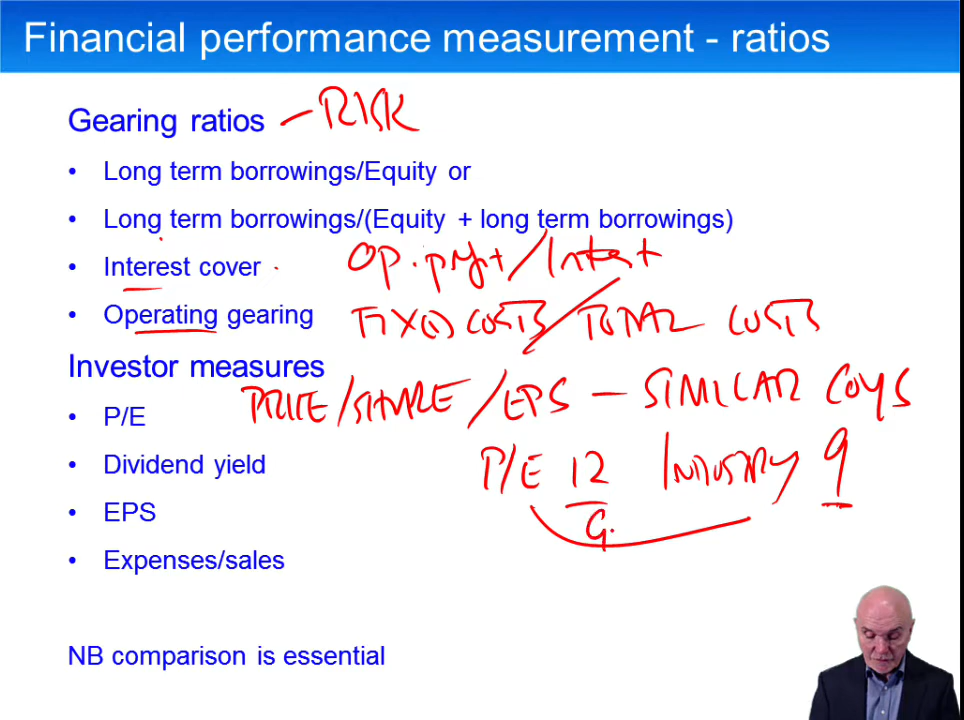 Financial performance measurement - ratios
Gearing ratios – RISK
• Long term borrowings/Equity or
• Long term borrowings/(Equity + long term borrowings)
• Interest cover OP. profit/Interest
• Operating gearing FIXED COSTS/TOTAL COSTS
Investor measures
PRICE/SHARE/EPS – SIMILAR COYS
• P/E
P/E 12 INDUSTRY 9
• Dividend yield
G.
• EPS
• Expenses/sales
NB comparison is essential